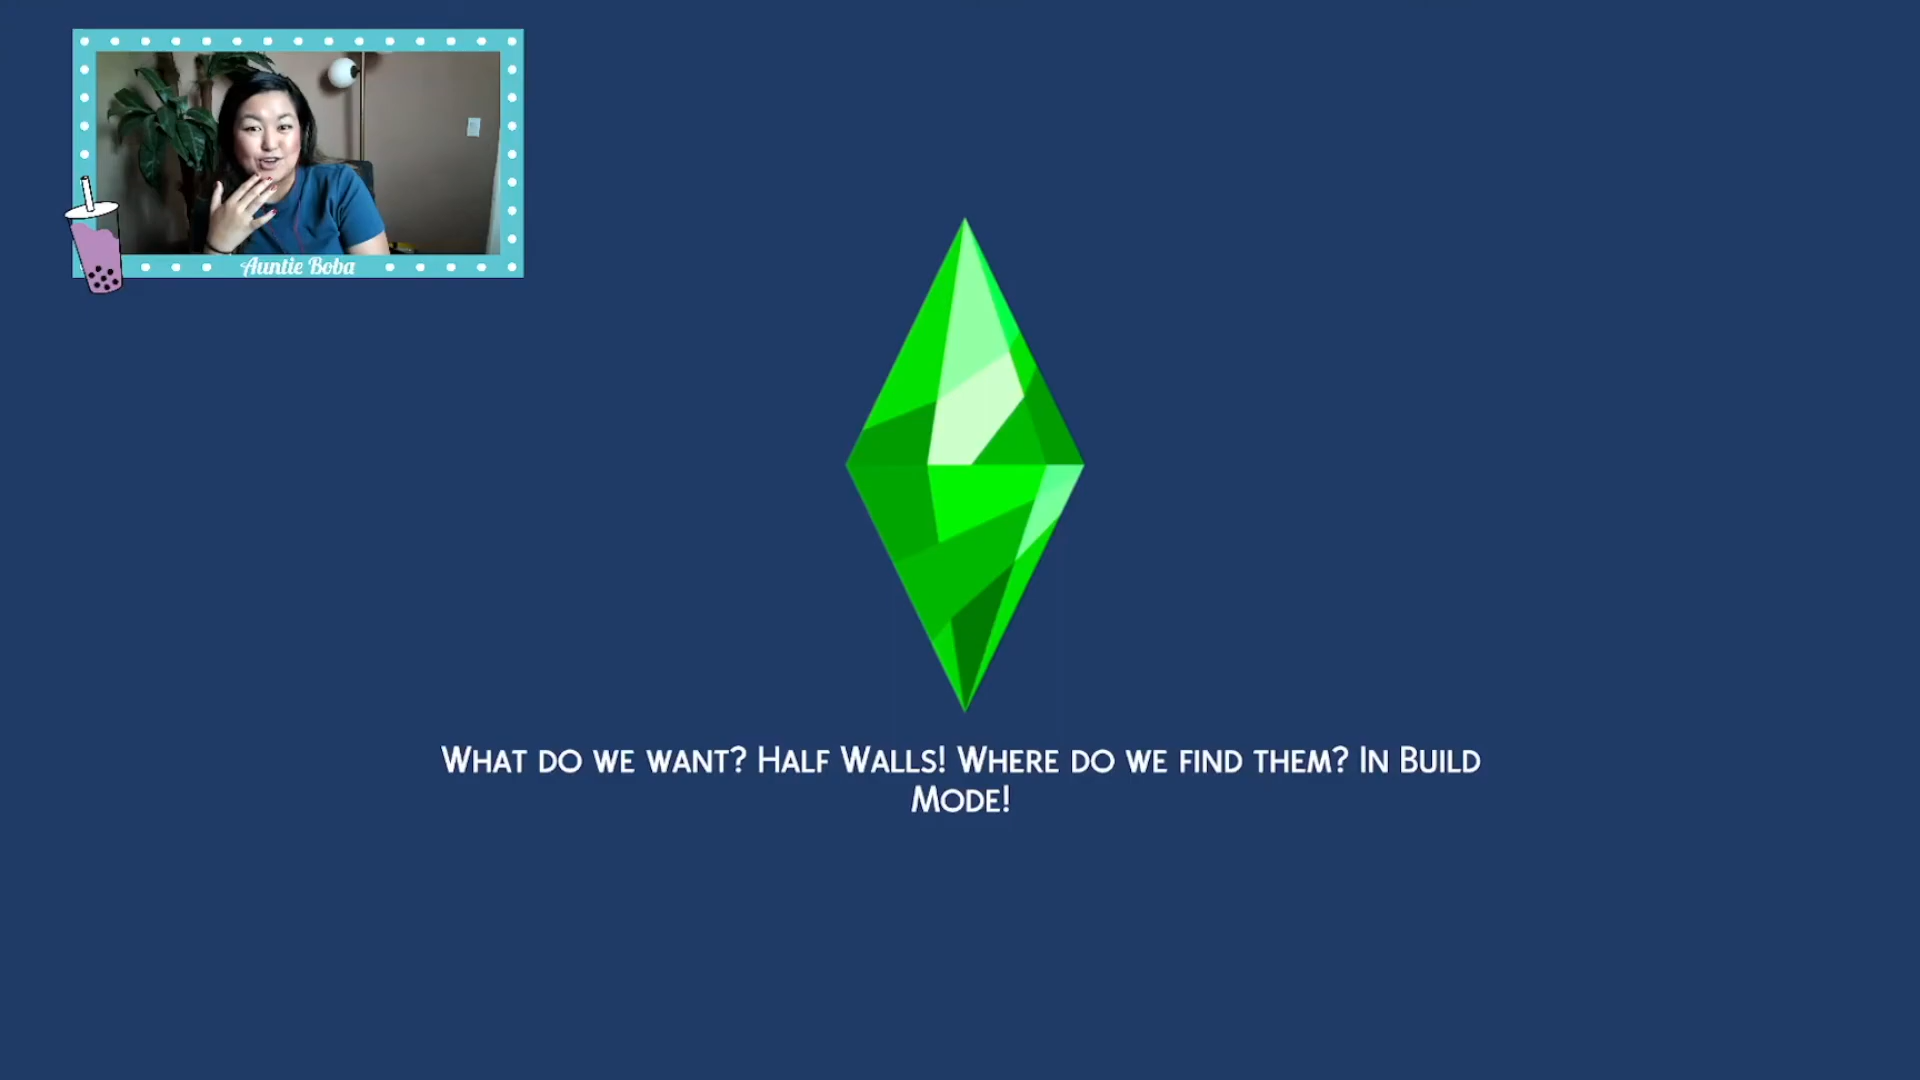 Auntie Boba
What do we want? Half Walls! Where do we find them? In Build
Mode!